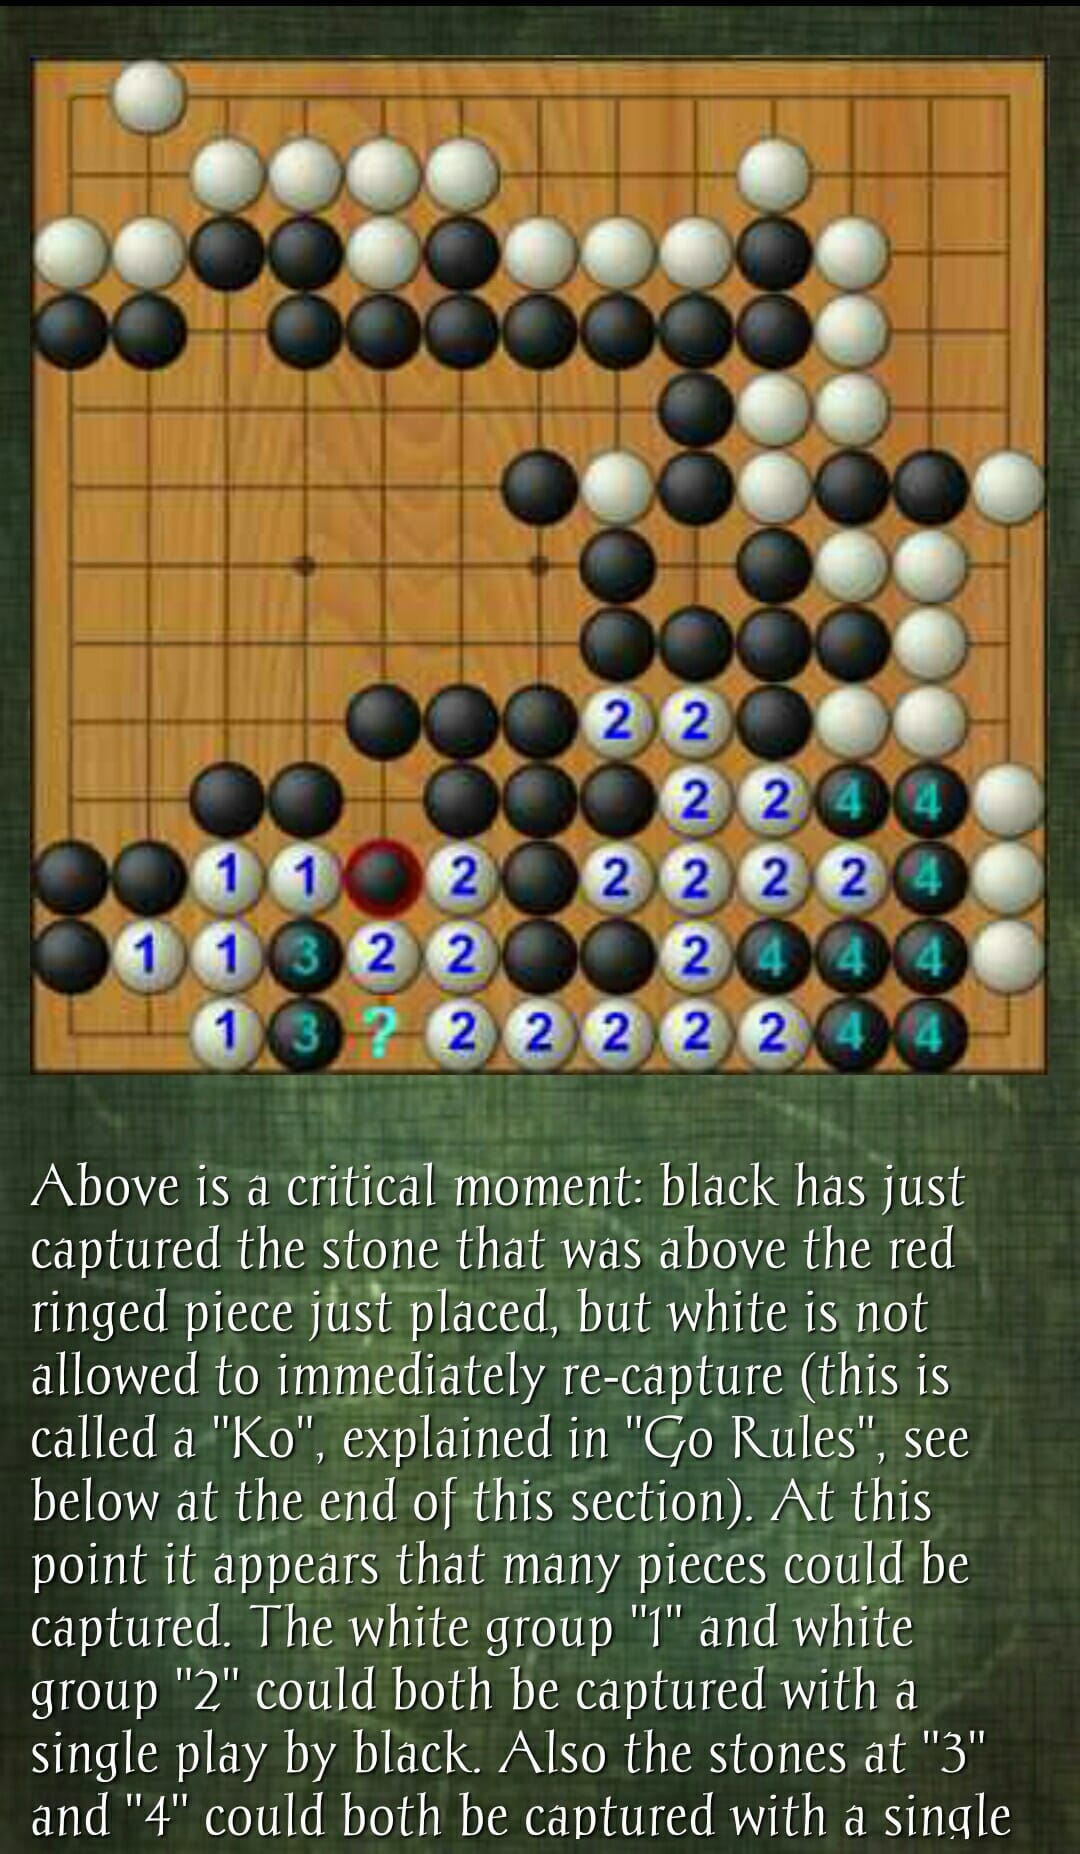 2 2
2 2 4 4
1 1 2 2 2 2 2 4
1 1 3 2 2 2 4 4 4
1 3 ? 2 2 2 2 2 4 4
Above is a critical moment: black has just
captured the stone that was above the red
ringed piece just placed, but white is not
allowed to immediately re-capture (this is
called a "Ko", explained in "Go Rules", see
below at the end of this section). At this
point it appears that many pieces could be
captured. The white group "1" and white
group "2" could both be captured with a
single play by black. Also the stones at "3"
and "4" could both be captured with a single